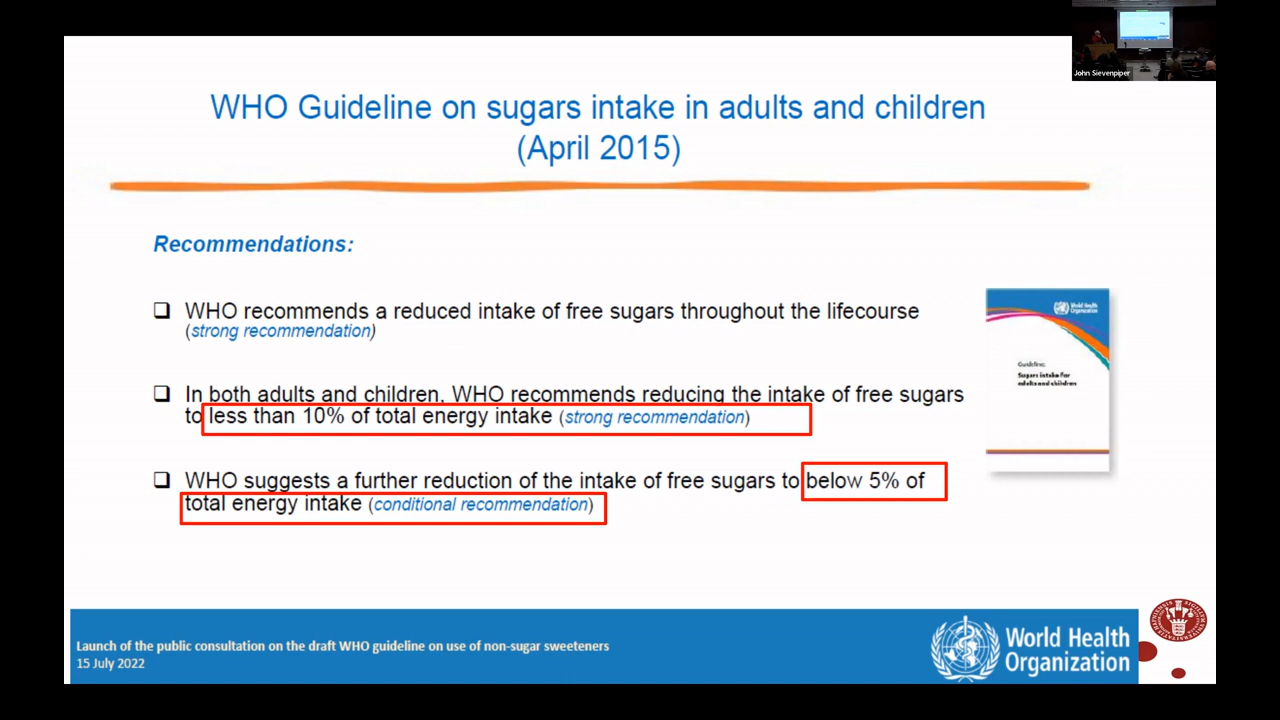 John Sievenpiper
WHO Guideline on sugars intake in adults and children
(April 2015)
Recommendations:
WHO recommends a reduced intake of free sugars throughout the lifecourse
(strong recommendation)
In both adults and children, WHO recommends reducing the intake of free sugars
to less than 10% of total energy intake (strong recommendation)
WHO suggests a further reduction of the intake of free sugars to below 5% of
total energy intake (conditional recommendation)
World Health
Organization
Guideline:
Sugars intake for
adults and children
Launch of the public consultation on the draft WHO guideline on use of non-sugar sweeteners
15 July 2022
World Health
Organization